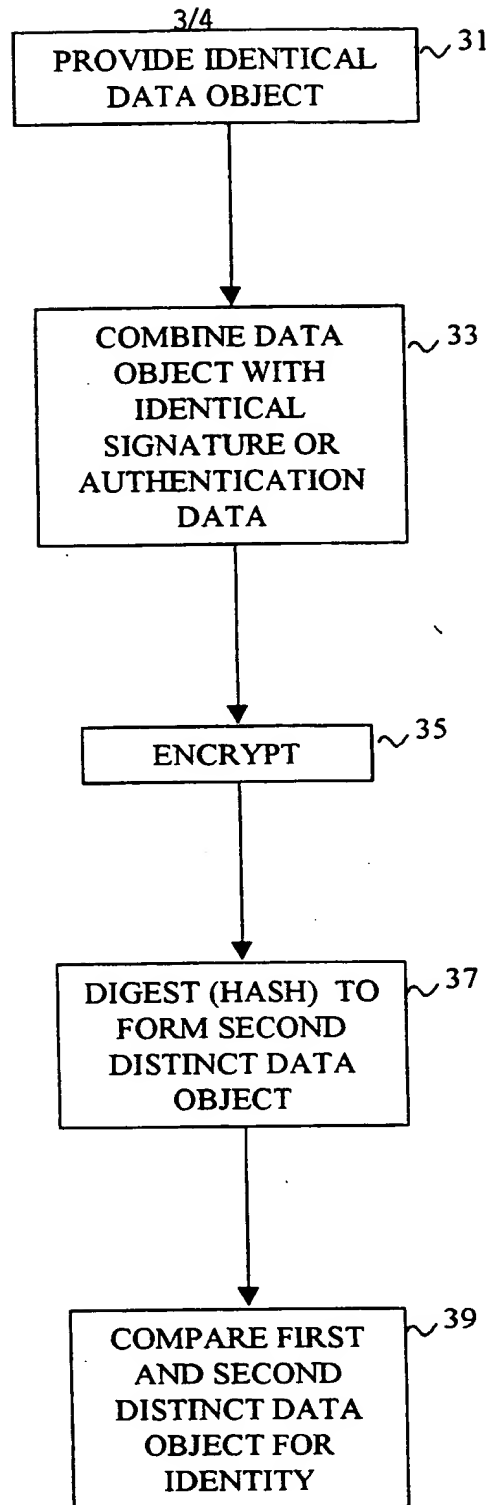 3/4
PROVIDE IDENTICAL
DATA OBJECT
31
COMBINE DATA
OBJECT WITH
IDENTICAL
SIGNATURE OR
AUTHENTICATION
DATA
33
ENCRYPT
35
DIGEST (HASH) TO
FORM SECOND
DISTINCT DATA
OBJECT
37
COMPARE FIRST
AND SECOND
DISTINCT DATA
OBJECT FOR
IDENTITY
39